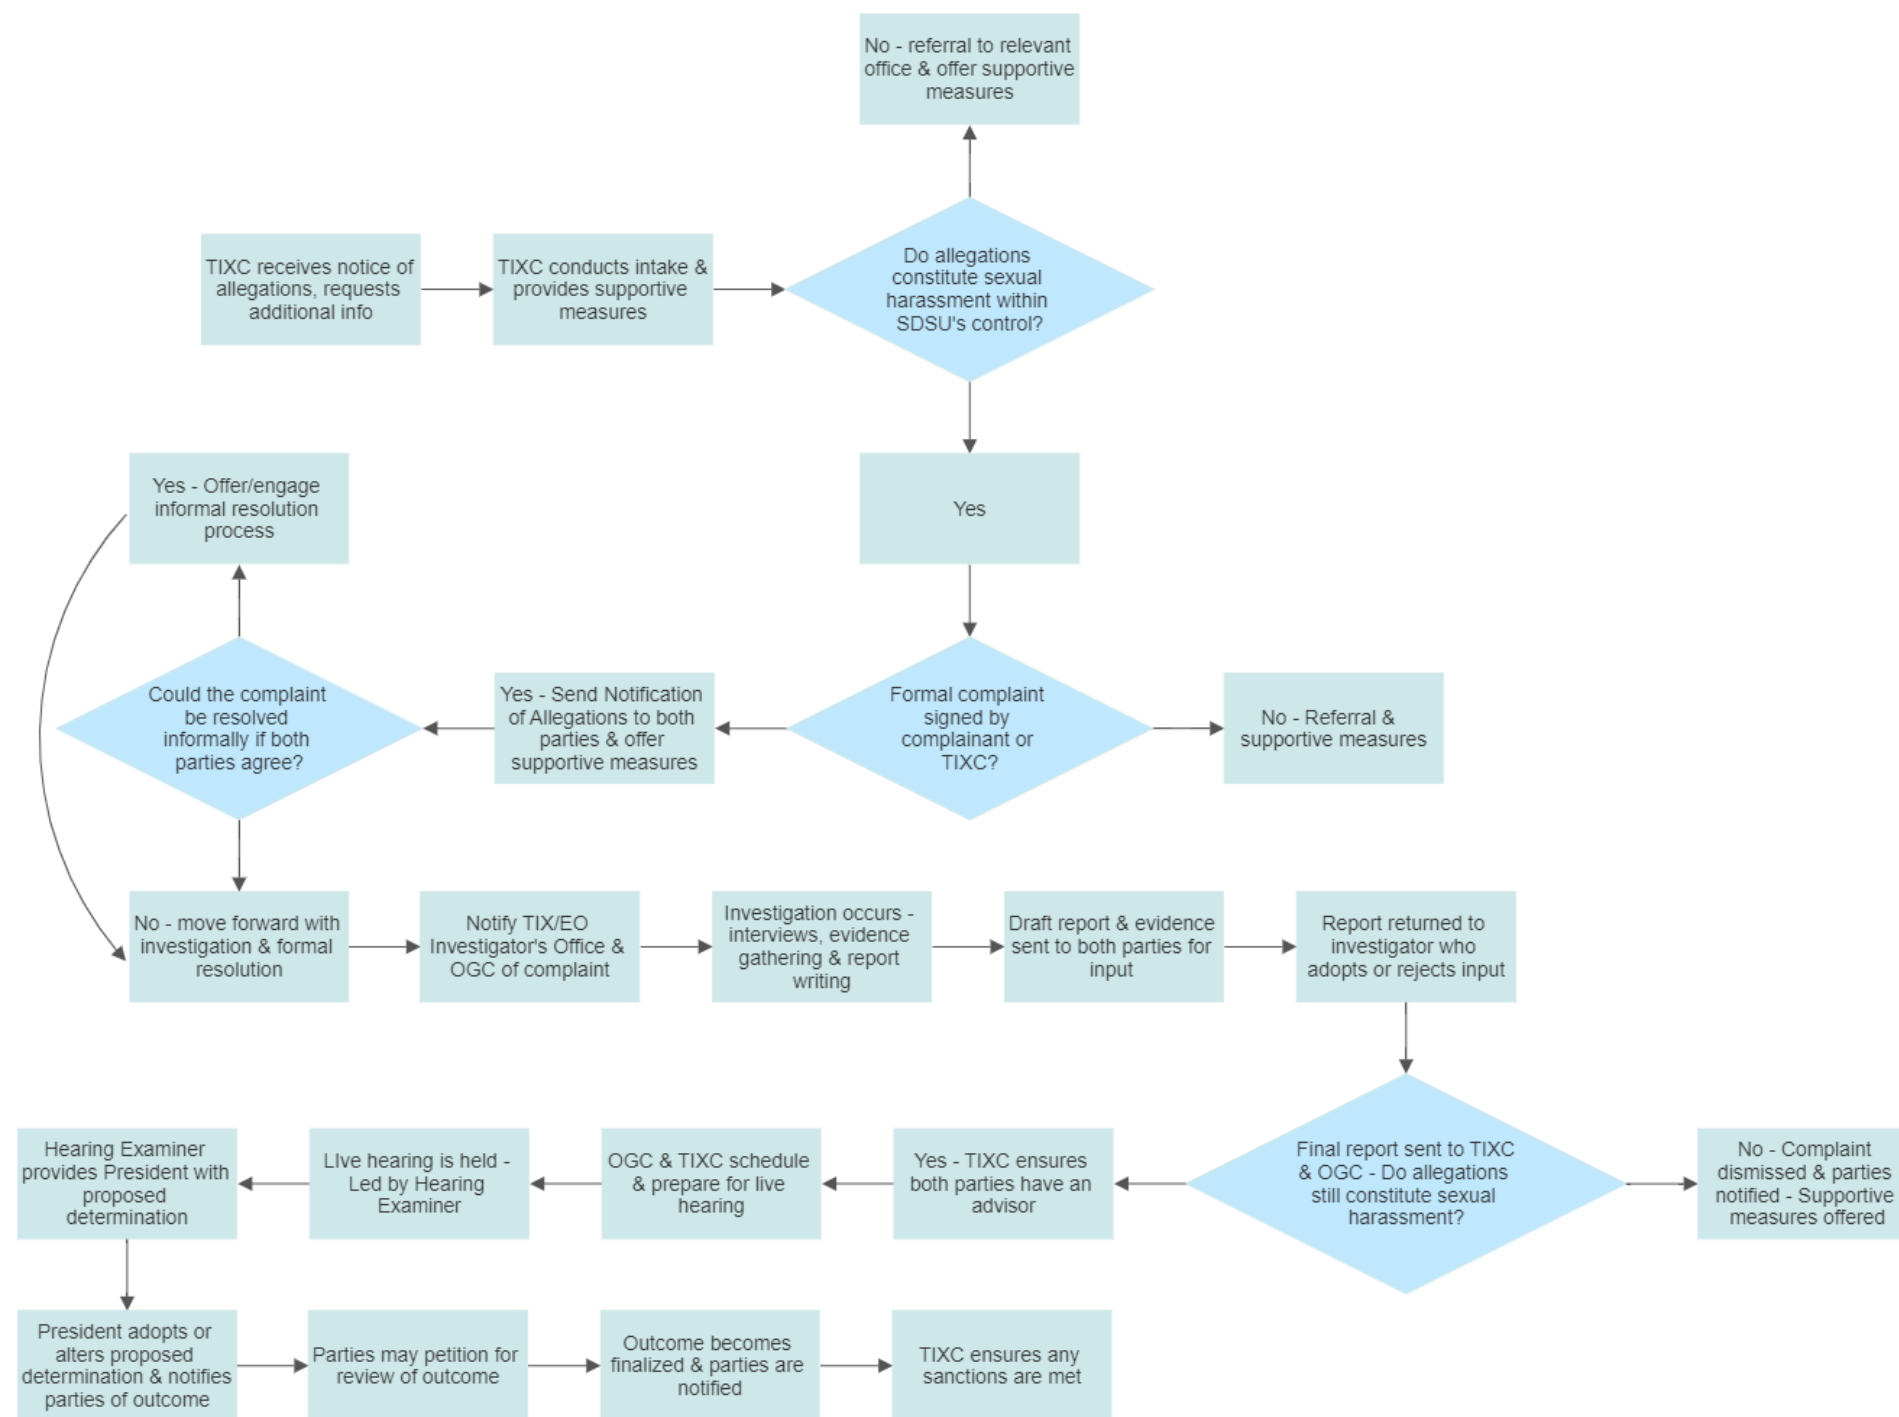 No - referral to relevant
office & offer supportive
measures
TIXC receives notice of
allegations, requests
additional info
TIXC conducts intake &
provides supportive
measures
Do allegations
constitute sexual
harassment within
SDSU's control?
Yes - Offer/engage
informal resolution
process
Yes
Could the complaint
be resolved
informally if both
parties agree?
Yes - Send Notification
of Allegations to both
parties & offer
supportive measures
Formal complaint
signed by
complainant or
TIXC?
No - Referral &
supportive measures
No - move forward with
investigation & formal
resolution
Notify TIX/EO
Investigator's Office &
OGC of complaint
Investigation occurs -
interviews, evidence
gathering & report
writing
Draft report & evidence
sent to both parties for
input
Report returned to
investigator who
adopts or rejects input
Hearing Examiner
provides President with
proposed
determination
LIve hearing is held -
Led by Hearing
Examiner
OGC & TIXC schedule
& prepare for live
hearing
Yes - TIXC ensures
both parties have an
advisor
Final report sent to TIXC
& OGC - Do allegations
still constitute sexual
harassment?
No - Complaint
dismissed & parties
notified - Supportive
measures offered
President adopts or
alters proposed
determination & notifies
parties of outcome
Parties may petition for
review of outcome
Outcome becomes
finalized & parties are
notified
TIXC ensures any
sanctions are met